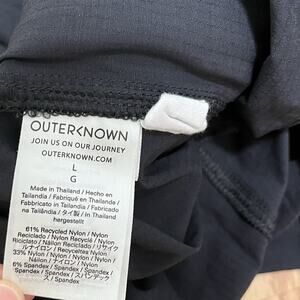 OUTERKNOWN
JOIN US ON OUR JOURNEY
OUTERKNOWN.COM
L
G
Made in Thailand / Hecho en
Tailandia / Fabriqué en Thaïlande /
Fabbricato in Tailandia / Fabricado
na Tailândia / タイ製 / In Thailand
hergestellt
61% Recycled Nylon / Nylon
Recyclé / Nylon / Nylon
Reciclado / Nylon
Riciclato / Náilon Reciclado / リサイク
ルナイロン / Recyceltes Nylon
33% Nylon / Nylon / Nylon / Nylon /
Náilon / ナイロン / Nylon
6% Spandex / Spandex / Spandex
/ Spandex / Spandex / スパンデック
ス / Spandex